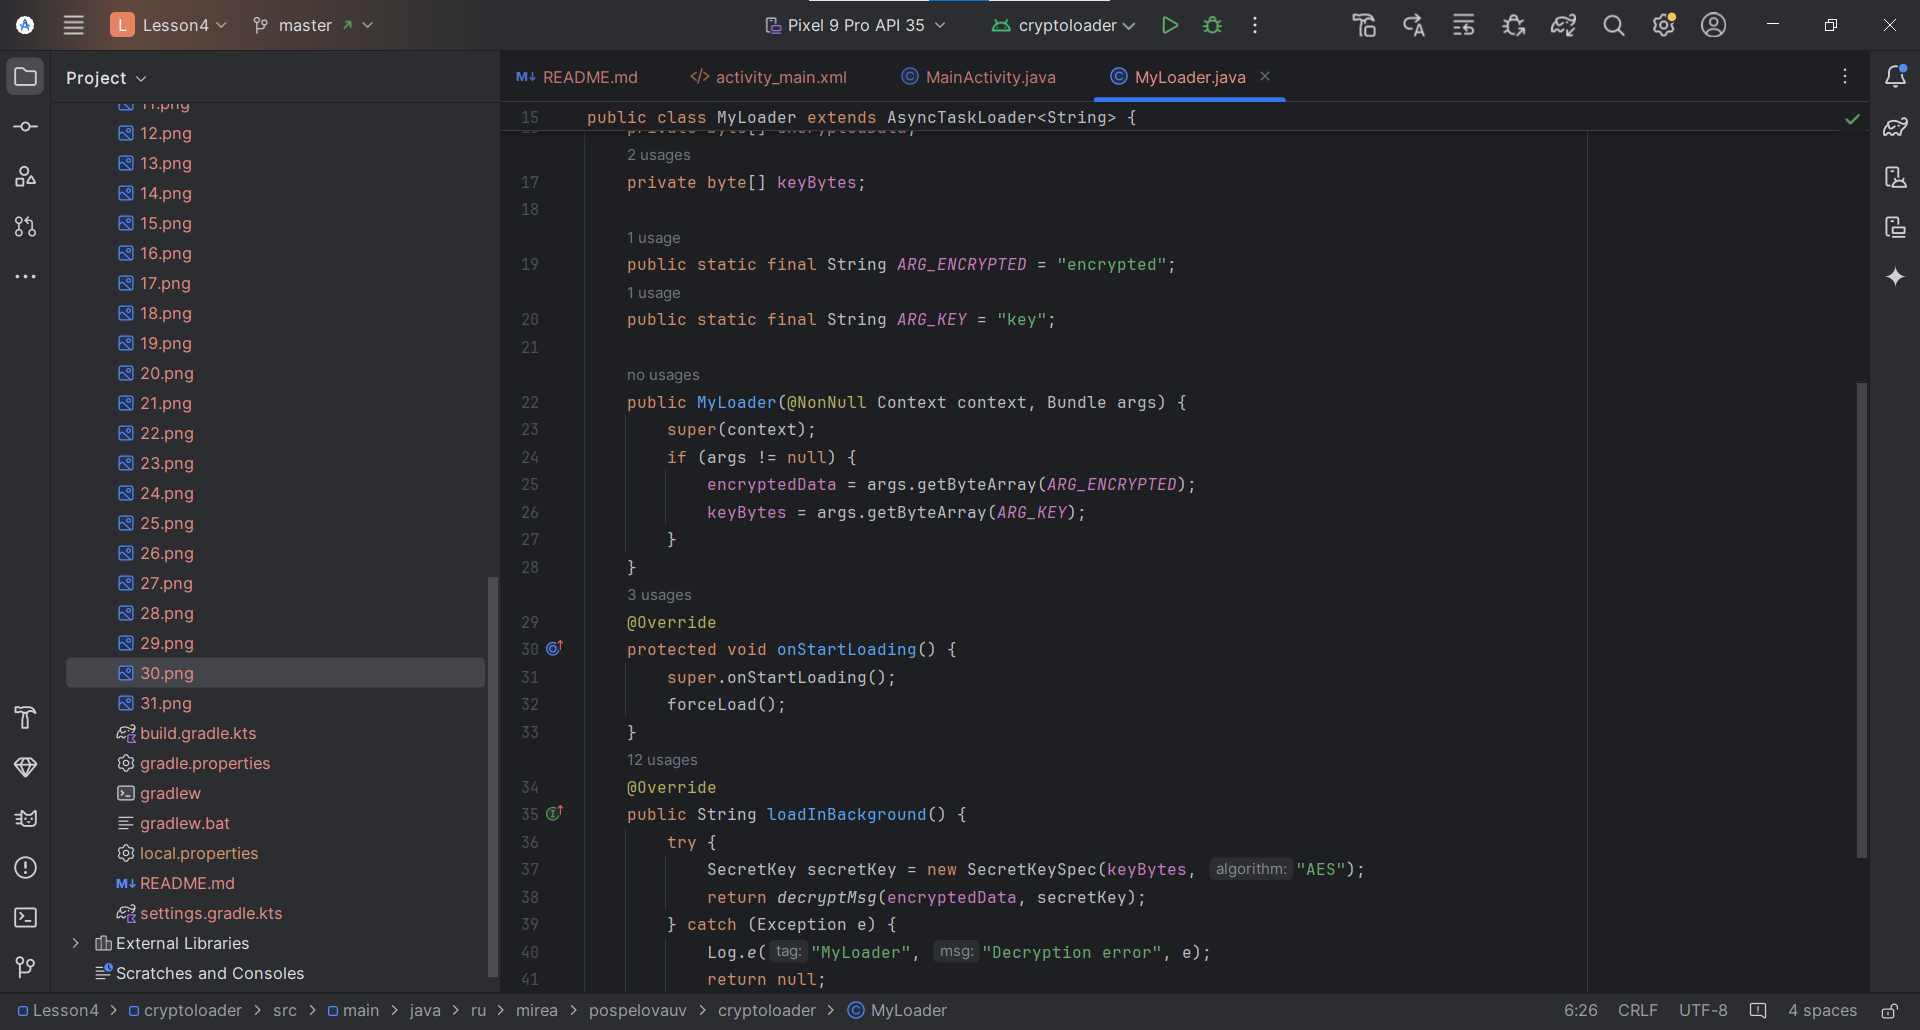 L Lesson4 master Pixel 9 Pro API 35 cryptoloader
Project
11.png
12.png
13.png
14.png
15.png
16.png
17.png
18.png
19.png
20.png
21.png
22.png
23.png
24.png
25.png
26.png
27.png
28.png
29.png
30.png
31.png
build.gradle.kts
gradle.properties
gradlew
gradlew.bat
local.properties
README.md
settings.gradle.kts
External Libraries
Scratches and Consoles
README.md activity_main.xml MainActivity.java MyLoader.java
15 public class MyLoader extends AsyncTaskLoader<String> {
16 private byte[] encryptedData;
2 usages
17 private byte[] keyBytes;
18
1 usage
19 public static final String ARG_ENCRYPTED = "encrypted";
1 usage
20 public static final String ARG_KEY = "key";
21
no usages
22 public MyLoader(@NonNull Context context, Bundle args) {
23 super(context);
24 if (args != null) {
25 encryptedData = args.getByteArray(ARG_ENCRYPTED);
26 keyBytes = args.getByteArray(ARG_KEY);
27 }
28 }
3 usages
29 @Override
30 protected void onStartLoading() {
31 super.onStartLoading();
32 forceLoad();
33 }
12 usages
34 @Override
35 public String loadInBackground() {
36 try {
37 SecretKey secretKey = new SecretKeySpec(keyBytes, algorithm: "AES");
38 return decryptMsg(encryptedData, secretKey);
39 } catch (Exception e) {
40 Log.e( tag: "MyLoader", msg: "Decryption error", e);
41 return null;
Lesson4 > cryptoloader > src > main > java > ru > mirea > pospelovauv > cryptoloader > MyLoader
6:26 CRLF UTF-8 4 spaces